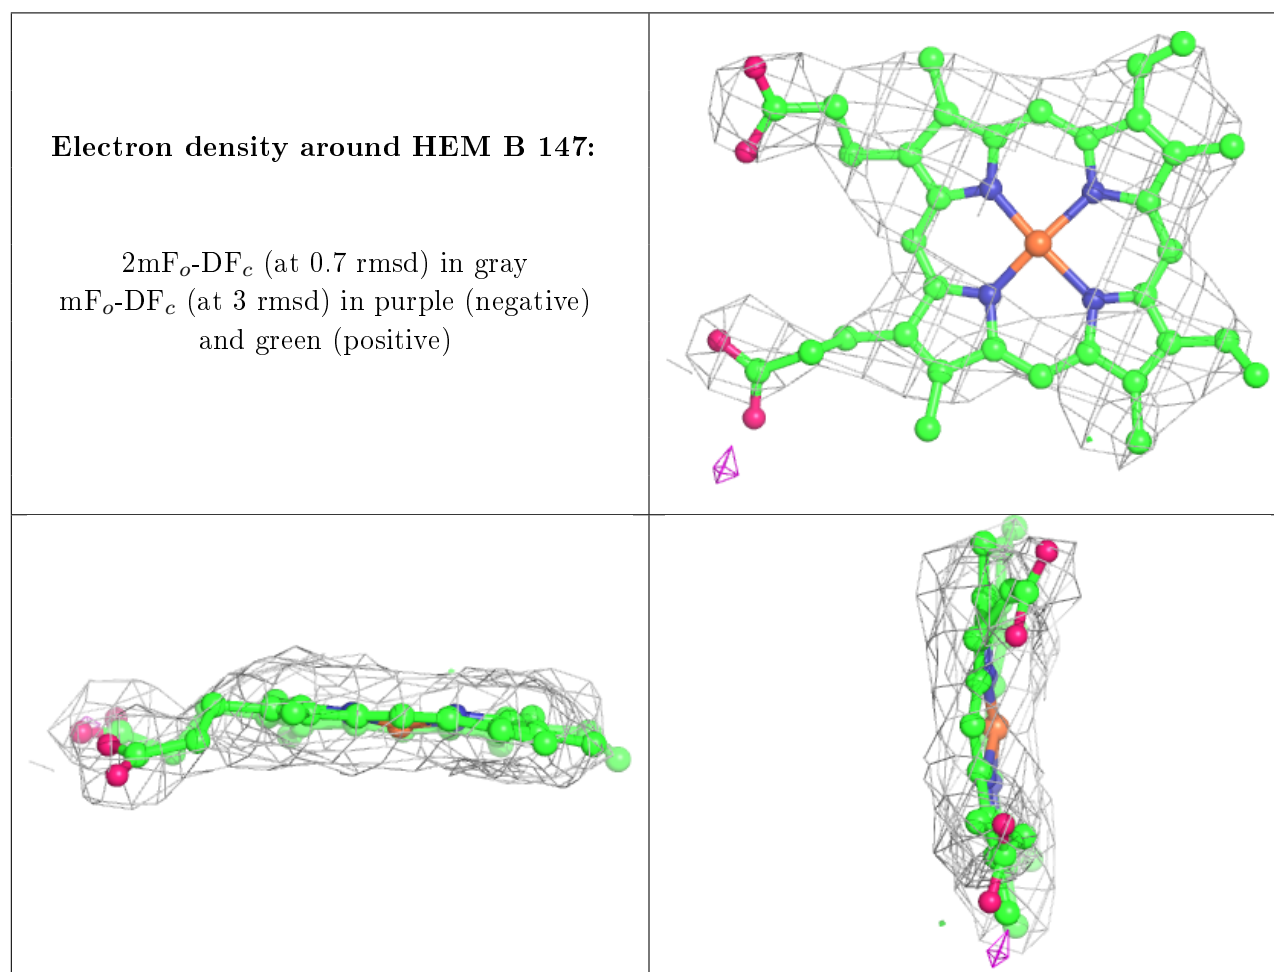 Electron density around HEM B 147:
2mFo-DFc (at 0.7 rmsd) in gray
mFo-DFc (at 3 rmsd) in purple (negative)
and green (positive)